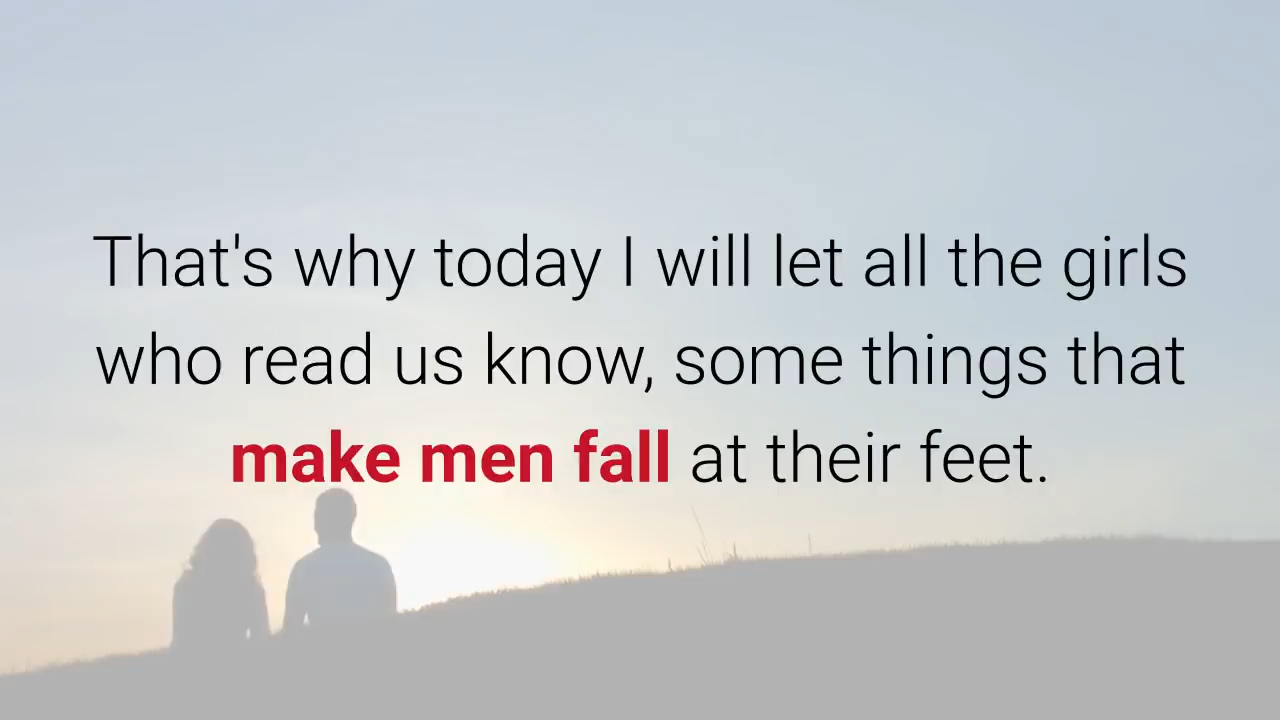 That's why today I will let all the girls
who read us know, some things that
make men fall at their feet.